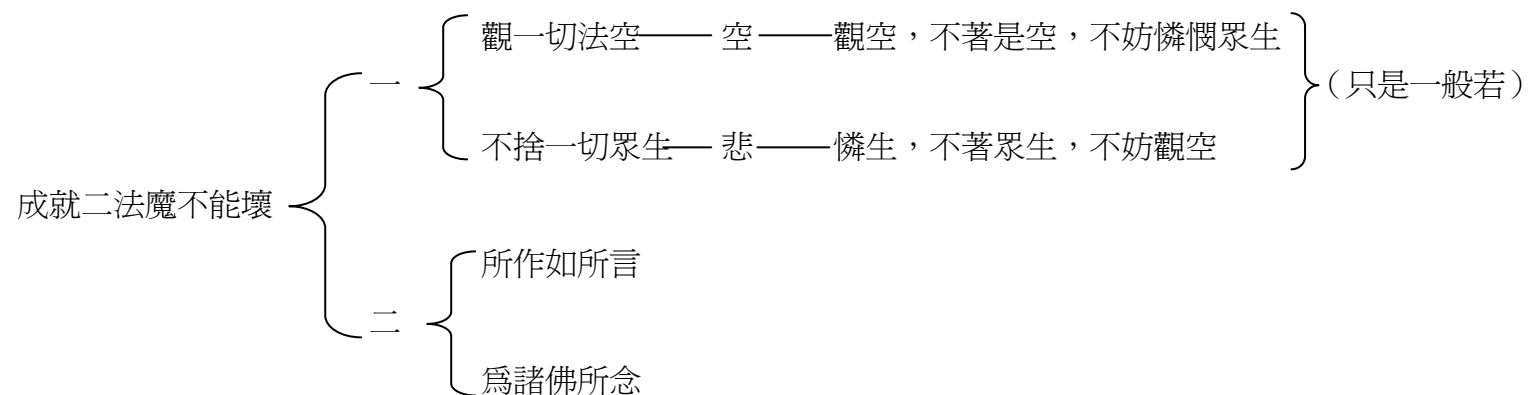 觀一切法空 空 觀空，不著是空，不妨憐憫眾生
一
（只是一般若）
不捨一切眾生 悲 憐生，不著眾生，不妨觀空
成就二法魔不能壞
所作如所言
二
為諸佛所念